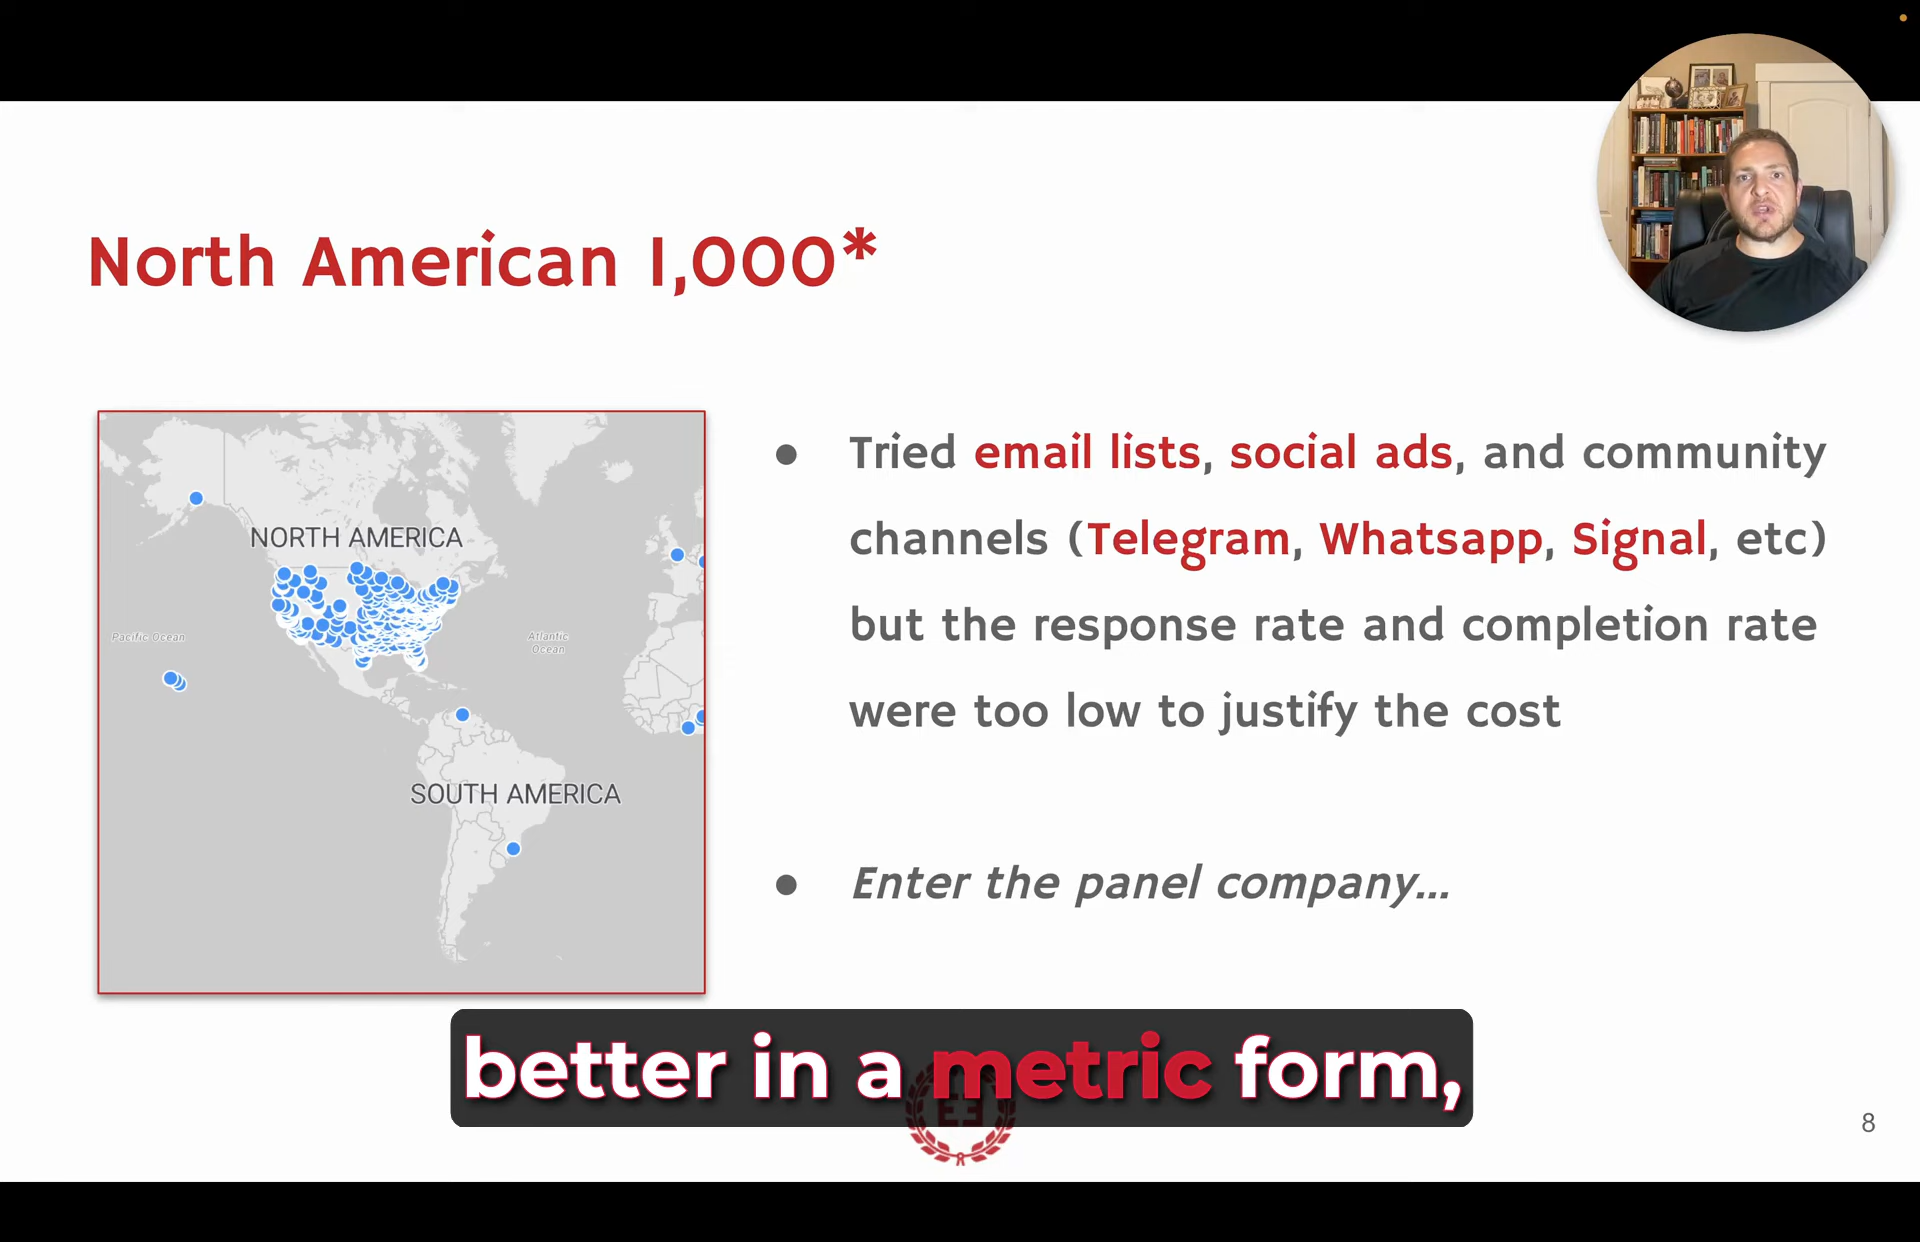 North American 1,000*
NORTH AMERICA
Pacific Ocean
Atlantic
Ocean
SOUTH AMERICA
● Tried email lists, social ads, and community
channels (Telegram, Whatsapp, Signal, etc)
but the response rate and completion rate
were too low to justify the cost
● Enter the panel company...
better in a metric form,
8